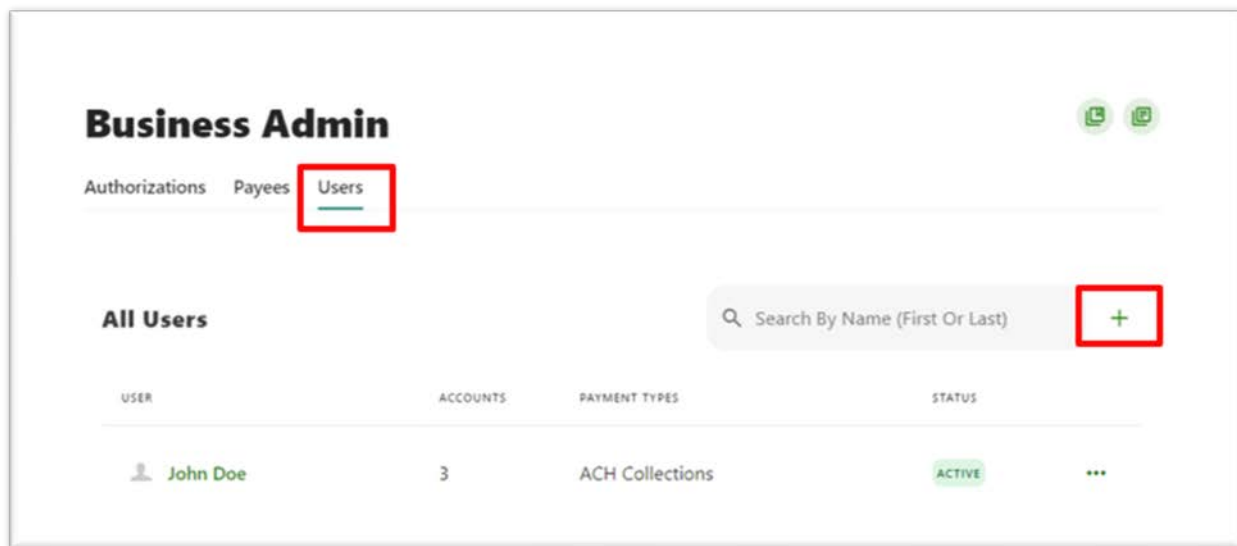 Business Admin
Authorizations Payees Users
All Users
Search By Name (First Or Last)
USER ACCOUNTS PAYMENT TYPES STATUS
John Doe 3 ACH Collections ACTIVE